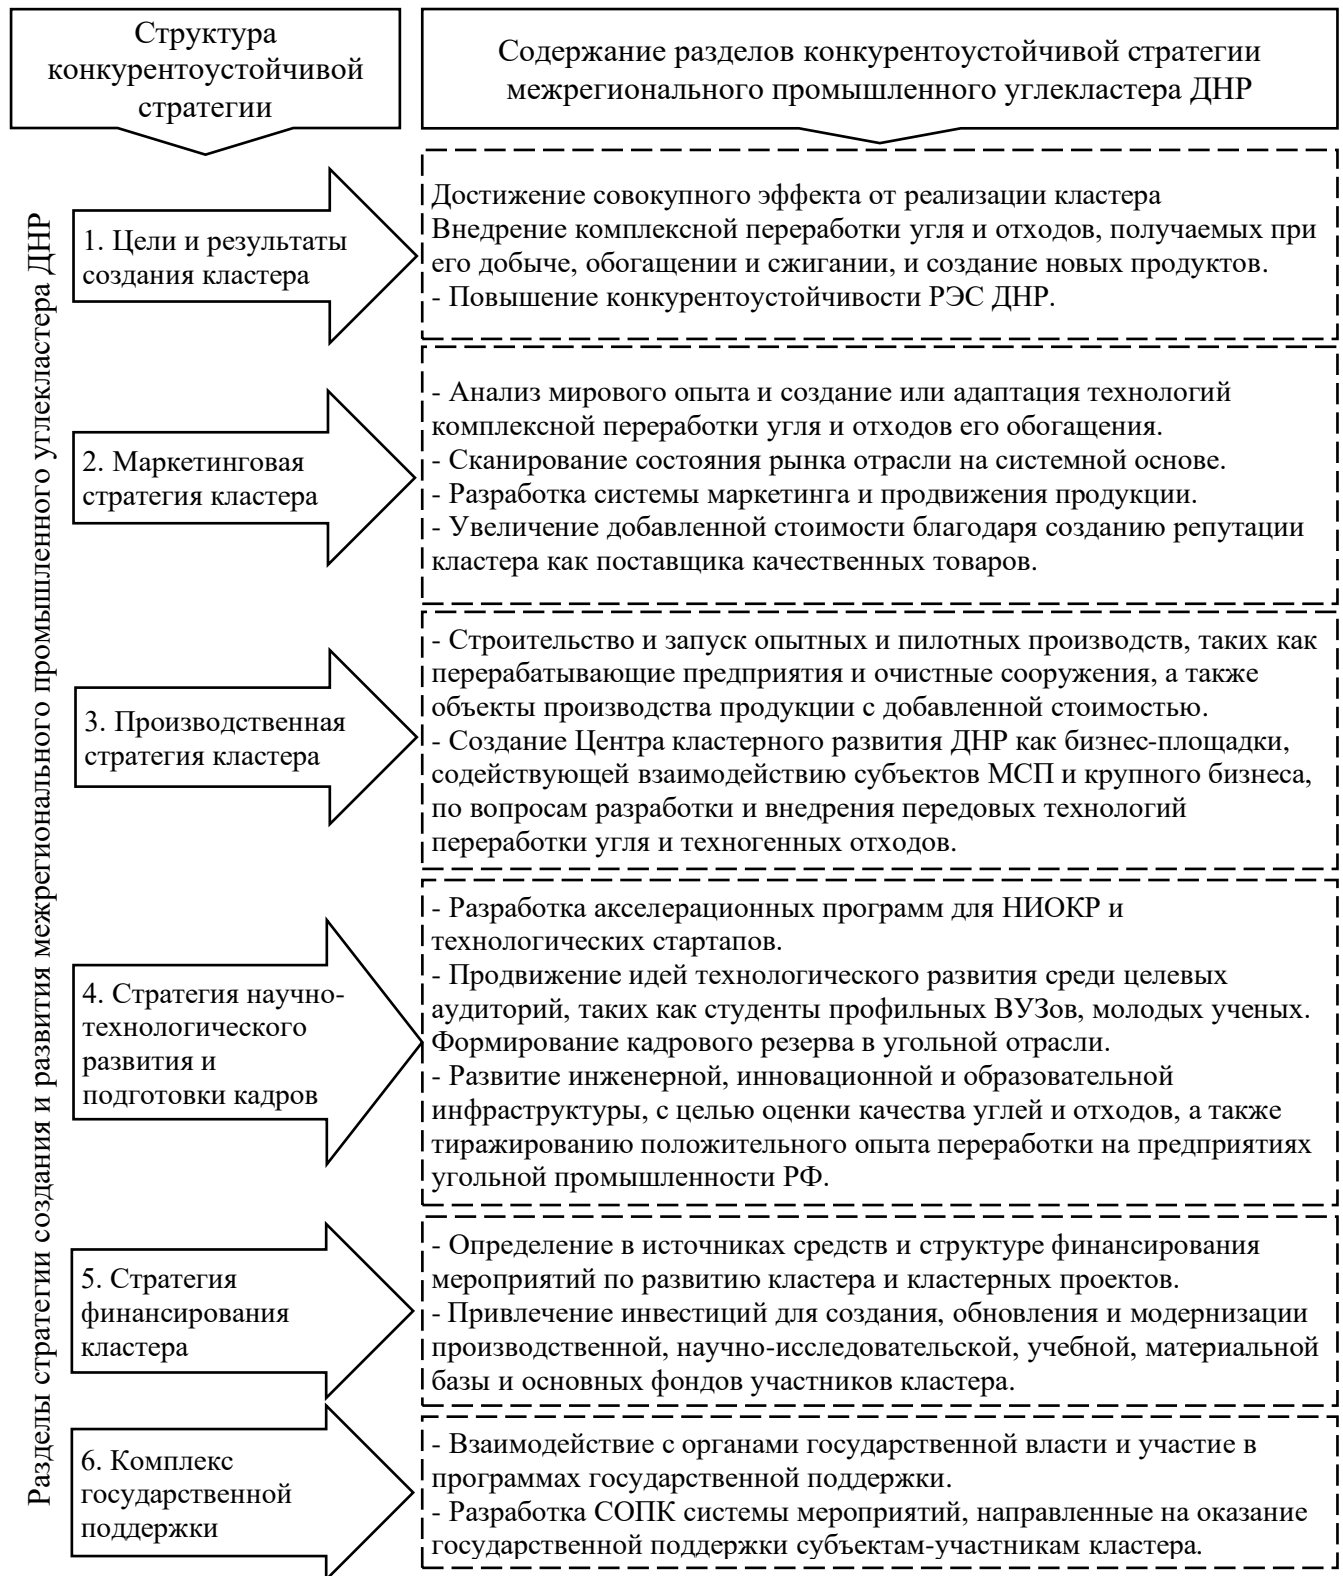 Структура
конкурентоустойчивой
стратегии
Содержание разделов конкурентоустойчивой стратегии
межрегионального промышленного углекластера ДНР
Разделы стратегии создания и развития межрегионального промышленного углекластера ДНР
1. Цели и результаты
создания кластера
Достижение совокупного эффекта от реализации кластера
Внедрение комплексной переработки угля и отходов, получаемых при
его добыче, обогащении и сжигании, и создание новых продуктов.
- Повышение конкурентоустойчивости РЭС ДНР.
2. Маркетинговая
стратегия кластера
- Анализ мирового опыта и создание или адаптация технологий
комплексной переработки угля и отходов его обогащения.
- Сканирование состояния рынка отрасли на системной основе.
- Разработка системы маркетинга и продвижения продукции.
- Увеличение добавленной стоимости благодаря созданию репутации
кластера как поставщика качественных товаров.
3. Производственная
стратегия кластера
- Строительство и запуск опытных и пилотных производств, таких как
перерабатывающие предприятия и очистные сооружения, а также
объекты производства продукции с добавленной стоимостью.
- Создание Центра кластерного развития ДНР как бизнес-площадки,
содействующей взаимодействию субъектов МСП и крупного бизнеса,
по вопросам разработки и внедрения передовых технологий
переработки угля и техногенных отходов.
4. Стратегия научно-
технологического
развития и
подготовки кадров
- Разработка акселерационных программ для НИОКР и
технологических стартапов.
- Продвижение идей технологического развития среди целевых
аудиторий, таких как студенты профильных ВУЗов, молодых ученых.
Формирование кадрового резерва в угольной отрасли.
- Развитие инженерной, инновационной и образовательной
инфраструктуры, с целью оценки качества углей и отходов, а также
тиражированию положительного опыта переработки на предприятиях
угольной промышленности РФ.
5. Стратегия
финансирования
кластера
- Определение в источниках средств и структуре финансирования
мероприятий по развитию кластера и кластерных проектов.
- Привлечение инвестиций для создания, обновления и модернизации
производственной, научно-исследовательской, учебной, материальной
базы и основных фондов участников кластера.
6. Комплекс
государственной
поддержки
- Взаимодействие с органами государственной власти и участие в
программах государственной поддержки.
- Разработка СОПК системы мероприятий, направленные на оказание
государственной поддержки субъектам-участникам кластера.